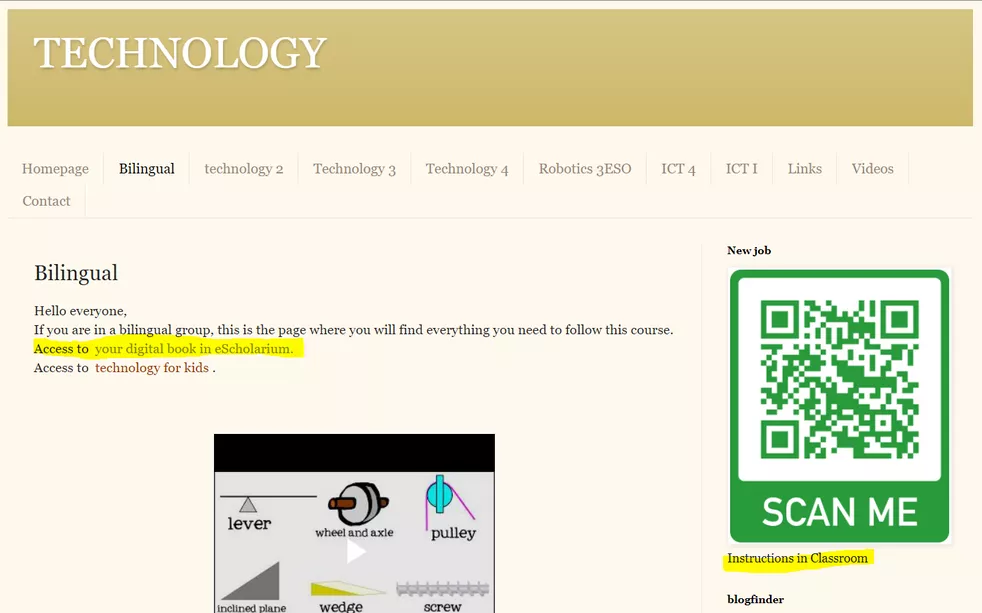 TECHNOLOGY
Homepage Bilingual technology 2 Technology 3 Technology 4 Robotics 3ESO ICT 4 ICT I Links Videos
Contact
Bilingual
Hello everyone,
If you are in a bilingual group, this is the page where you will find everything you need to follow this course.
Access to your digital book in eScholarium.
Access to technology for kids .
lever
wheel and axle
pulley
inclined plane
wedge
screw
New job
SCAN ME
Instructions in Classroom
blogfinder